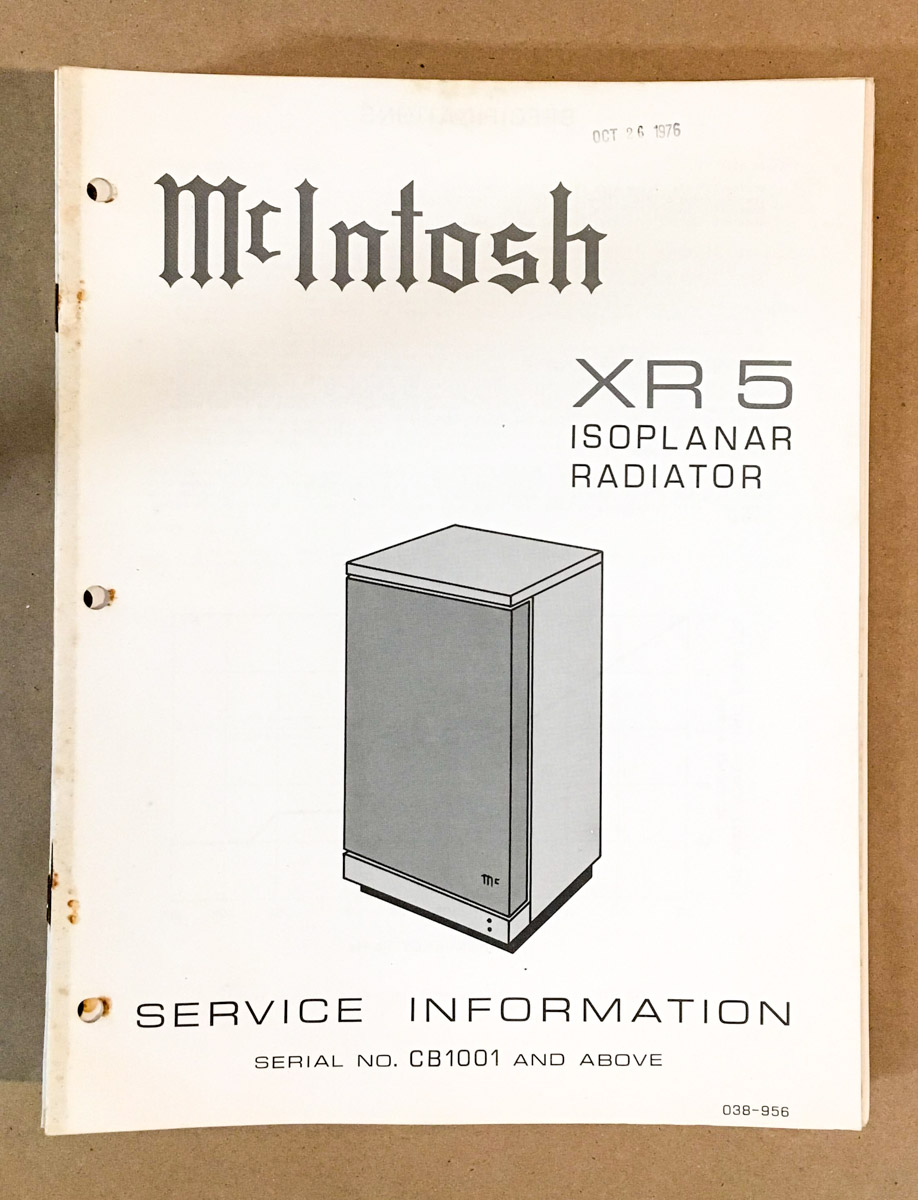 OCT 26 1976
McIntosh
XR 5
ISOPLANAR
RADIATOR
Mc
SERVICE INFORMATION
SERIAL NO. CB1001 AND ABOVE
038-956